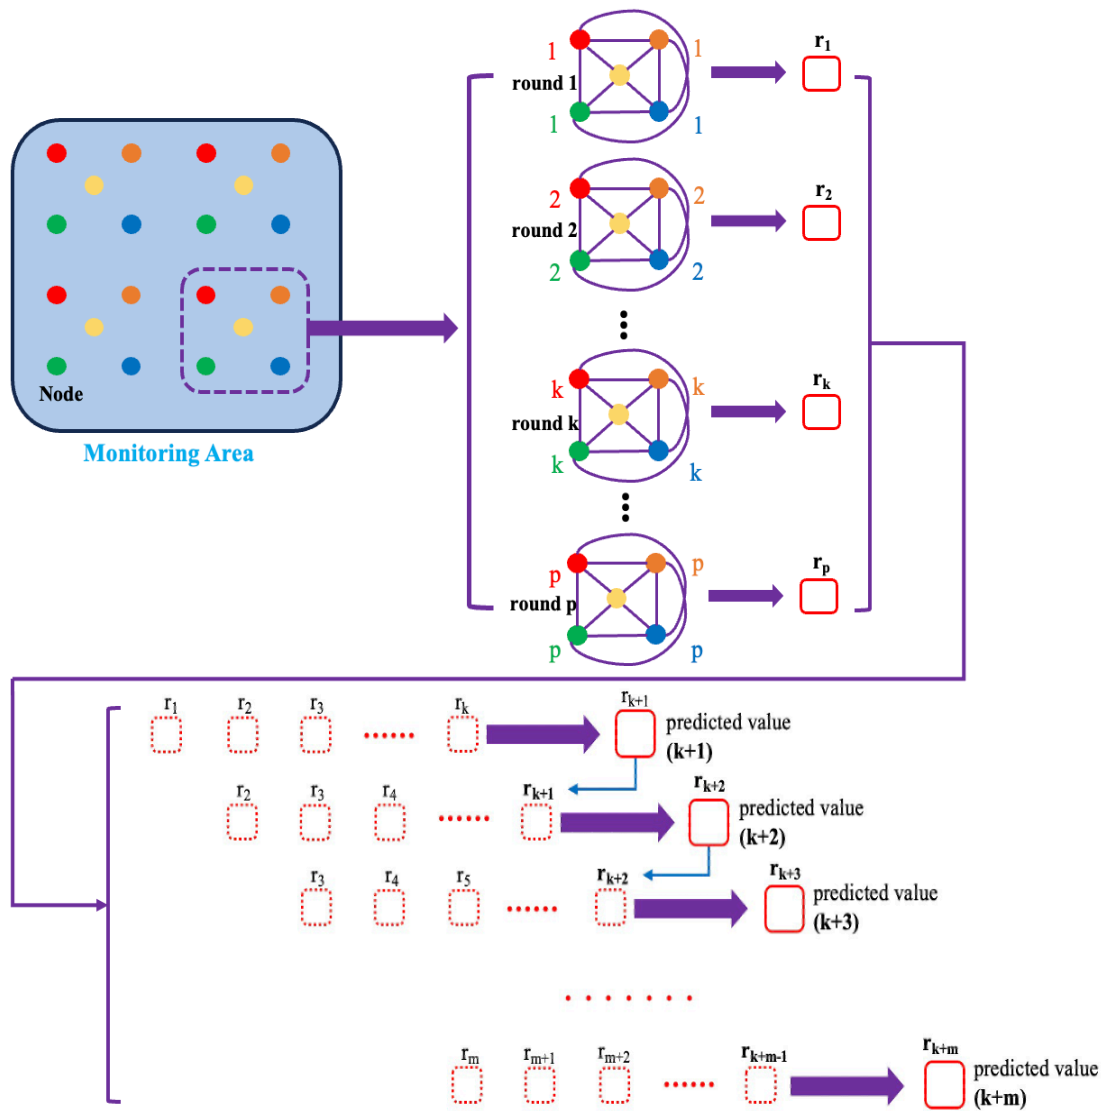 Node
Monitoring Area
1
1
round 1
1
1
r1
2
2
round 2
2
2
r2
k
k
round k
k
k
rk
p
p
round p
p
p
rp
r1 r2 r3 ...... rk rk+1
predicted value
(k+1)
r2 r3 r4 ...... rk+1 rk+2
predicted value
(k+2)
r3 r4 r5 ...... rk+2 rk+3
predicted value
(k+3)
.......
rm rm+1 rm+2 ...... rk+m-1 rk+m
predicted value
(k+m)